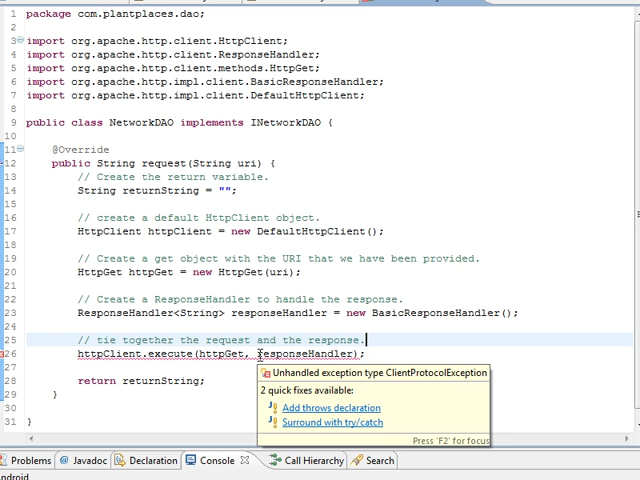 1 package com.plantplaces.dao;
2
3 import org.apache.http.client.HttpClient;
4 import org.apache.http.client.ResponseHandler;
5 import org.apache.http.client.methods.HttpGet;
6 import org.apache.http.impl.client.BasicResponseHandler;
7 import org.apache.http.impl.client.DefaultHttpClient;
8
9 public class NetworkDAO implements INetworkDAO {
10
11 @Override
12 public String request(String uri) {
13 // Create the return variable.
14 String returnString = "";
15
16 // create a default HttpClient object.
17 HttpClient httpClient = new DefaultHttpClient();
18
19 // Create a get object with the URI that we have been provided.
20 HttpGet httpGet = new HttpGet(uri);
21
22 // Create a ResponseHandler to handle the response.
23 ResponseHandler<String> responseHandler = new BasicResponseHandler();
24
25 // tie together the request and the response.
26 httpClient.execute(httpGet, responseHandler);
27
Unhandled exception type ClientProtocolException
28 return returnString;
2 quick fixes available:
29 }
Add throws declaration
30
Surround with try/catch
31 }
Press 'F2' for focus
Problems @ Javadoc Declaration Console Call Hierarchy Search
Android